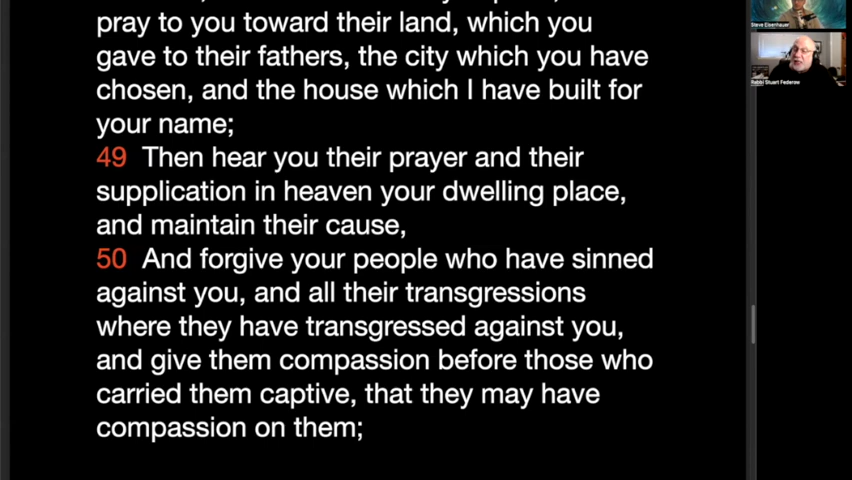 pray to you toward their land, which you
gave to their fathers, the city which you have
chosen, and the house which I have built for
your name;
49 Then hear you their prayer and their
supplication in heaven your dwelling place,
and maintain their cause,
50 And forgive your people who have sinned
against you, and all their transgressions
where they have transgressed against you,
and give them compassion before those who
carried them captive, that they may have
compassion on them;
Steve Eisenhauer
Rabbi Stuart Federow